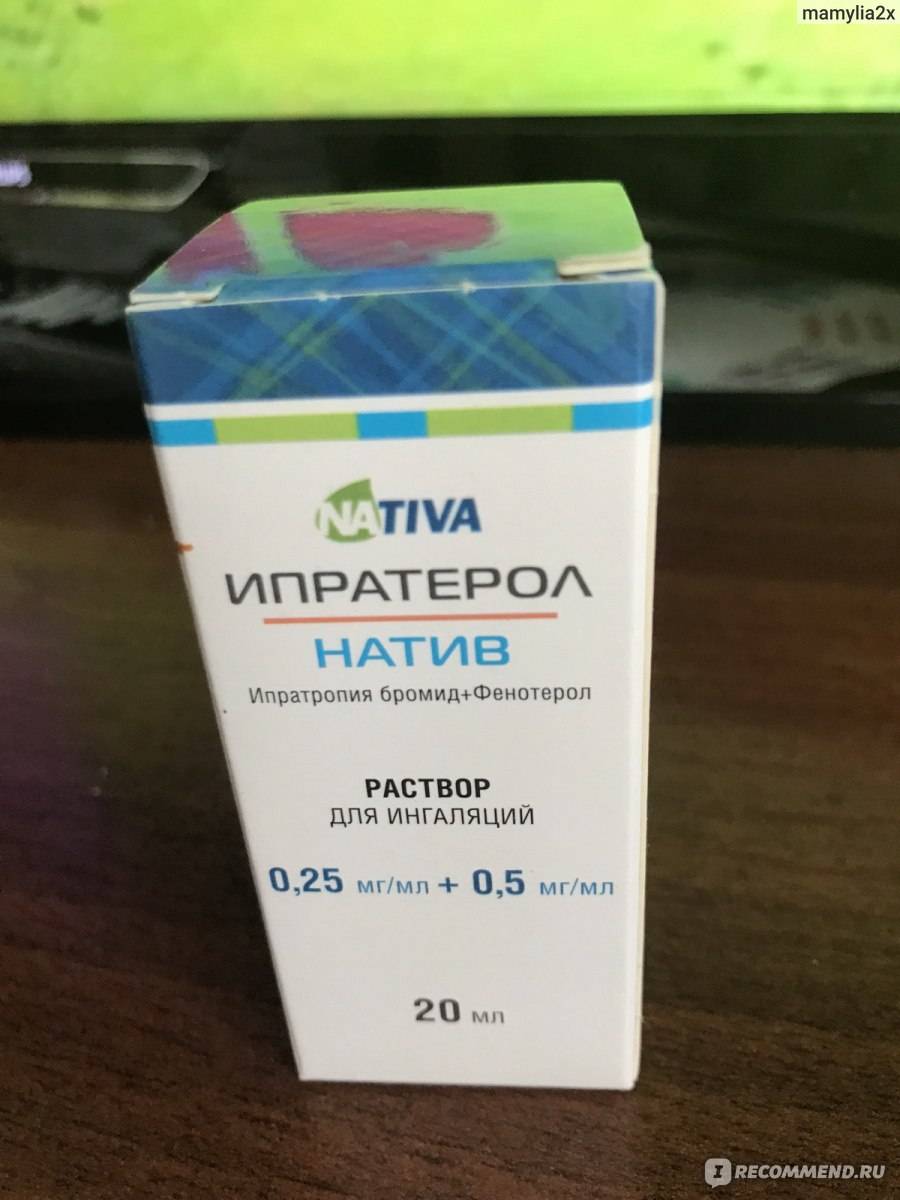 mamylia2x
NATIVA
ИПРАТЕРОЛ
НАТИВ
Ипратропия бромид+Фенотерол
РАСТВОР
ДЛЯ ИНГАЛЯЦИЙ
0,25 мг/мл + 0,5 мг/мл
20 мл
IRECOMMEND.RU